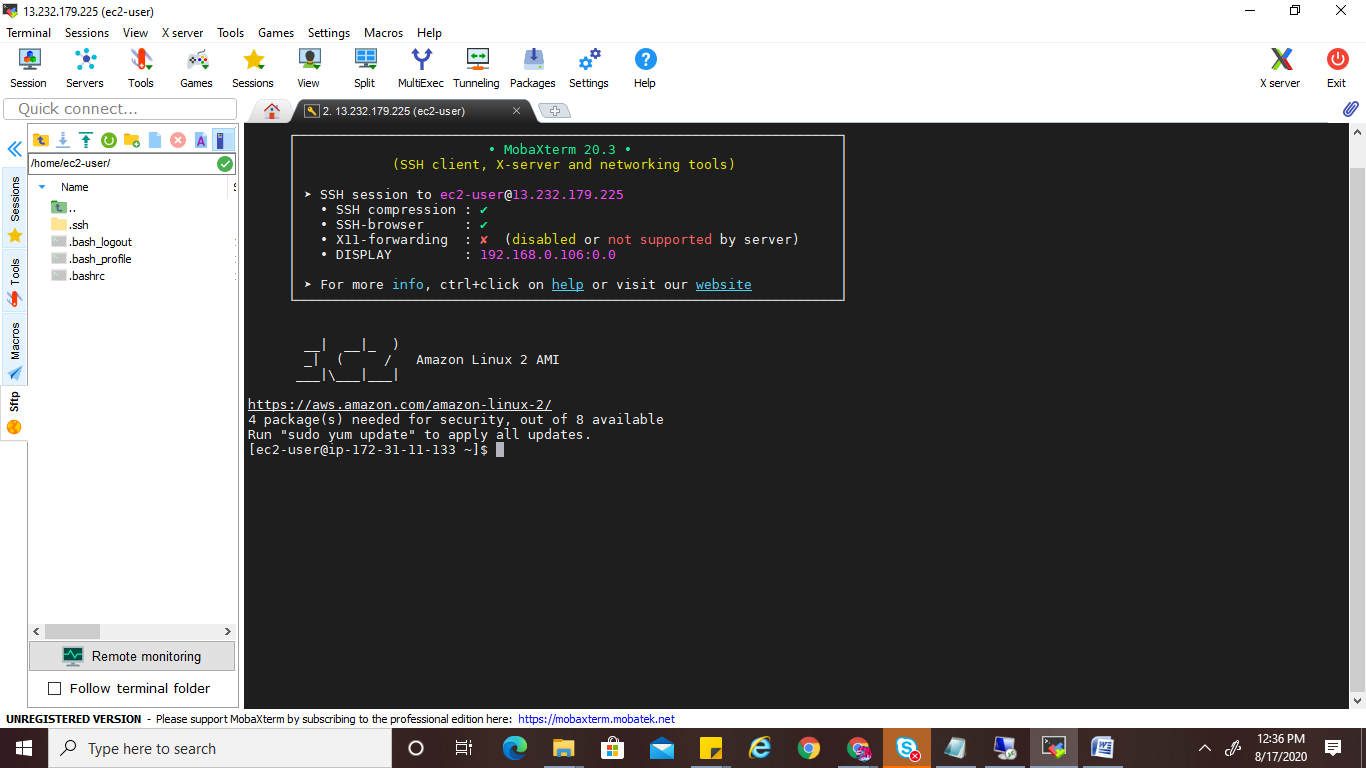 13.232.179.225 (ec2-user)
Terminal Sessions View X server Tools Games Settings Macros Help
Session Servers Tools Games Sessions View Split MultiExec Tunneling Packages Settings Help X server Exit
Quick connect...
2. 13.232.179.225 (ec2-user)
/home/ec2-user/
Name
..
.ssh
.bash_logout
.bash_profile
.bashrc
Sessions
Tools
Macros
Sftp
Remote monitoring
Follow terminal folder
• MobaXterm 20.3 •
(SSH client, X-server and networking tools)
➤ SSH session to ec2-user@13.232.179.225
• SSH compression : ✔
• SSH-browser : ✔
• X11-forwarding : ✘ (disabled or not supported by server)
• DISPLAY : 192.168.0.106:0.0
➤ For more info, ctrl+click on help or visit our website
__| __|_ )
_| ( / Amazon Linux 2 AMI
___|\___|___|
https://aws.amazon.com/amazon-linux-2/
4 package(s) needed for security, out of 8 available
Run "sudo yum update" to apply all updates.
[ec2-user@ip-172-31-11-133 ~]$
UNREGISTERED VERSION - Please support MobaXterm by subscribing to the professional edition here: https://mobaxterm.mobatek.net
Type here to search
12:36 PM
8/17/2020